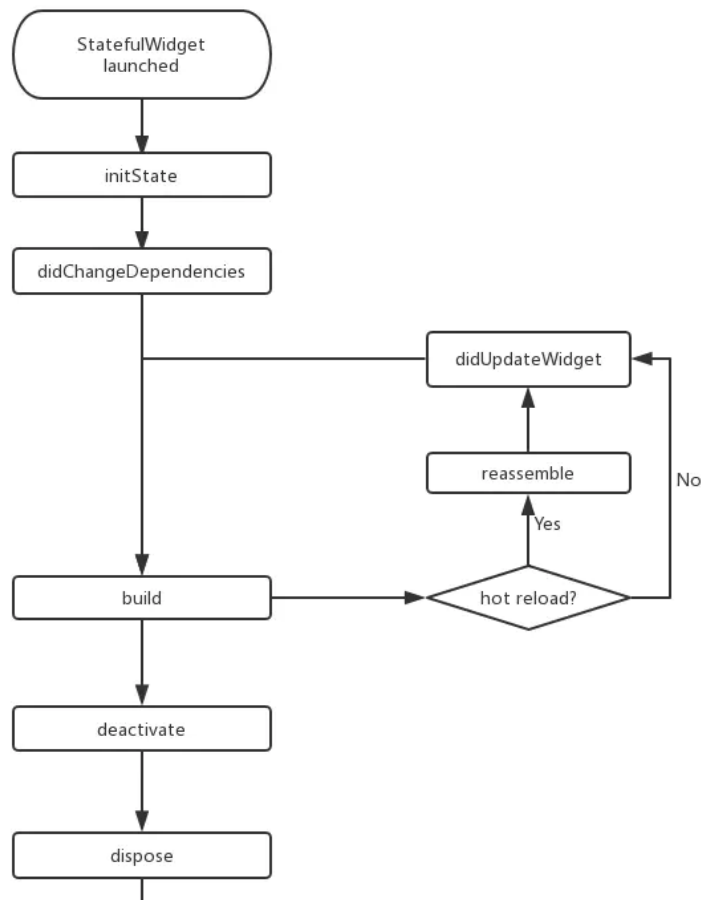 StatefulWidget
launched
initState
didChangeDependencies
didUpdateWidget
reassemble
No
Yes
build
hot reload?
deactivate
dispose